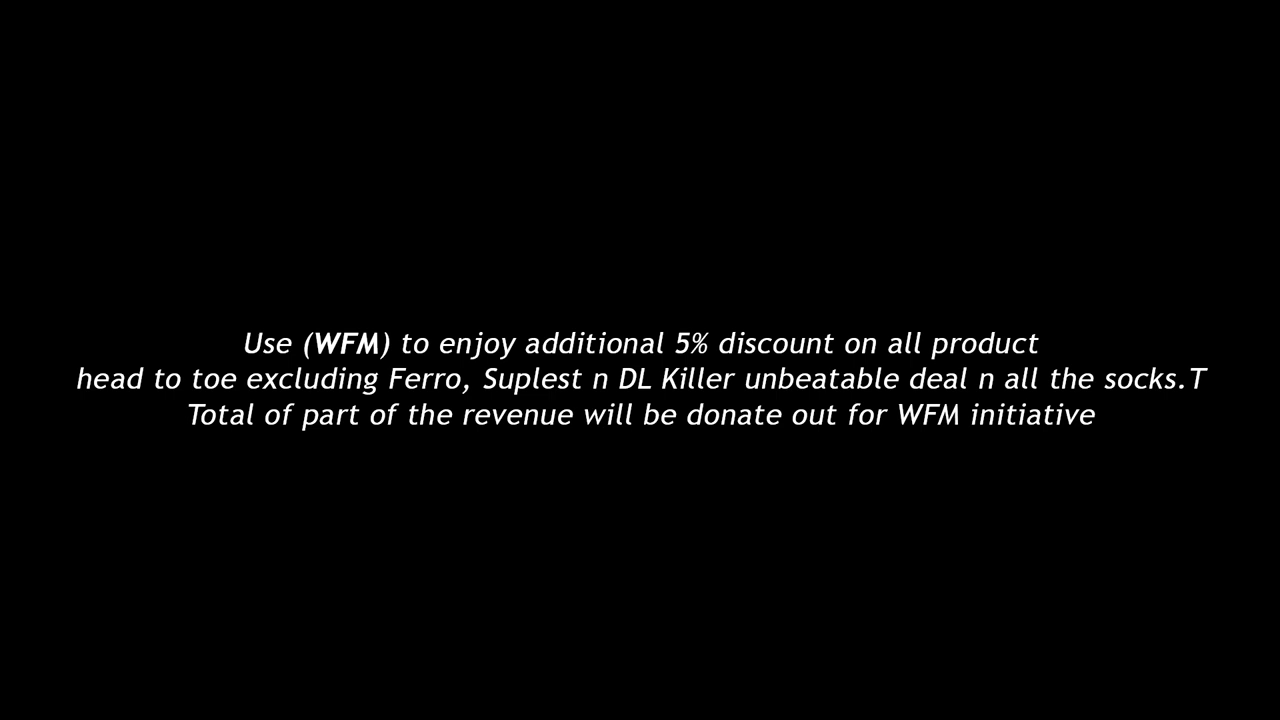 Use (WFM) to enjoy additional 5% discount on all product
head to toe excluding Ferro, Suplest n DL Killer unbeatable deal n all the socks.T
Total of part of the revenue will be donate out for WFM initiative